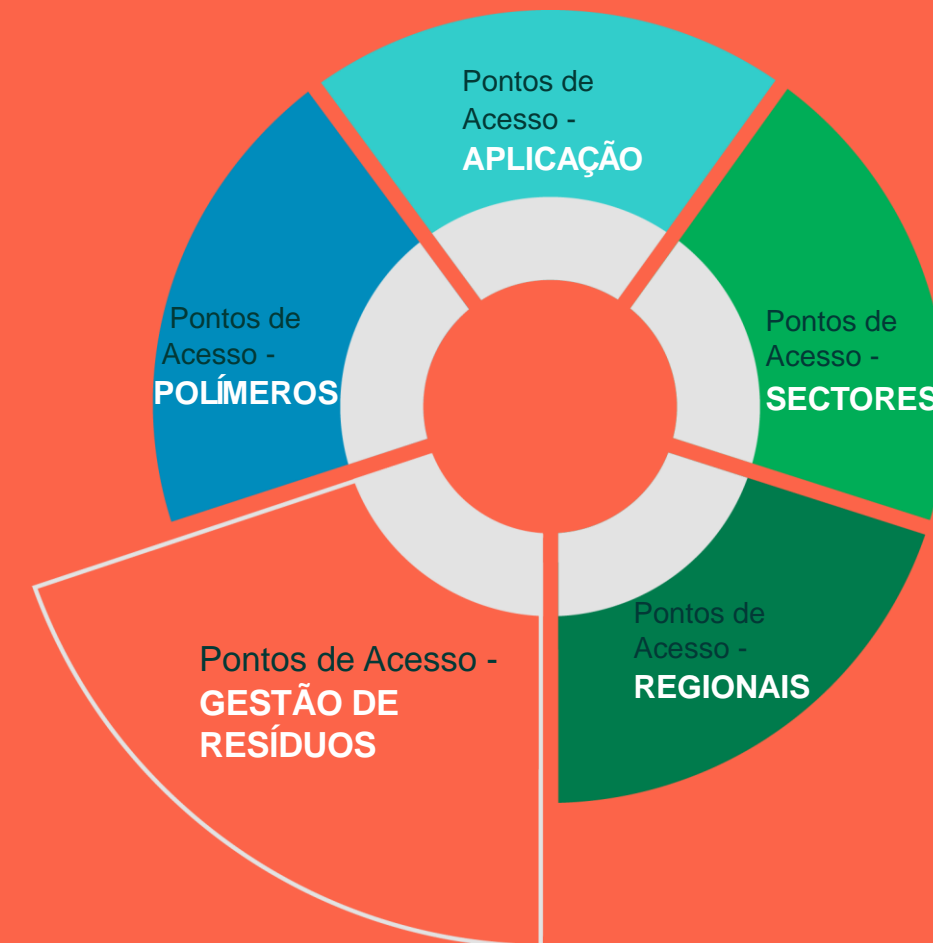 Pontos de
Acesso -
APLICAÇÃO
Pontos de
Acesso -
POLÍMEROS
Pontos de
Acesso -
SECTORES
Pontos de
Acesso -
REGIONAIS
Pontos de Acesso -
GESTÃO DE
RESÍDUOS